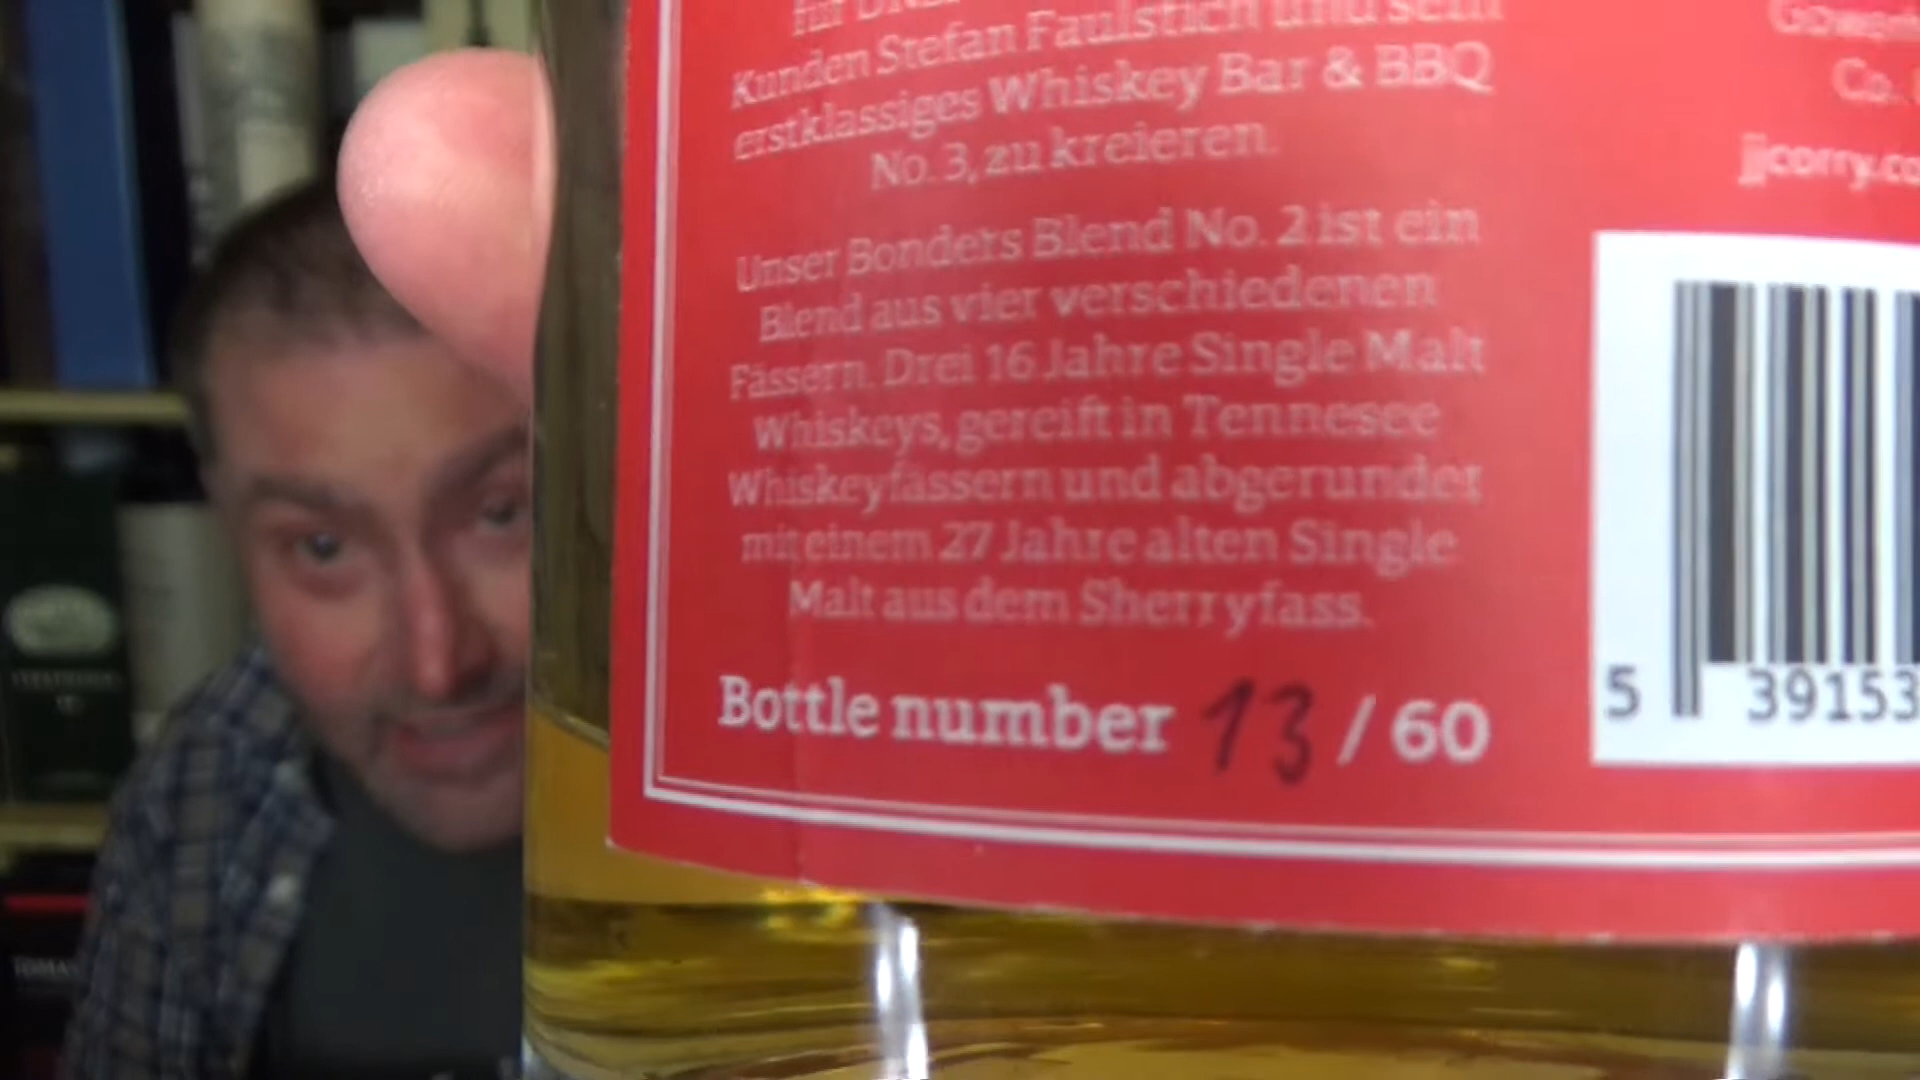 für
Kunden Stefan Faulstich und sein
erstklassiges Whiskey Bar & BBQ
No. 3, zu kreieren.
Unser Bonders Blend No. 2 ist ein
Blend aus vier verschiedenen
Fässern. Drei 16 Jahre Single Malt
Whiskeys, gereift in Tennesee
Whiskeyfässern und abgerundet
mit einem 27 Jahre alten Single
Malt aus dem Sherryfass.
Bottle number 13 / 60
Co.
jjcorry.co
5 39153